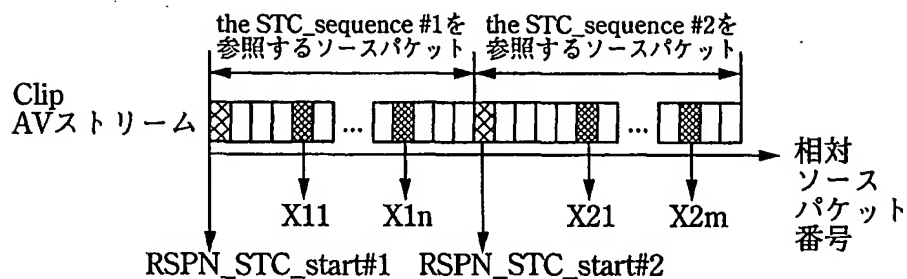 the STC_sequence #1を
参照するソースパケット
the STC_sequence #2を
参照するソースパケット
Clip
AVストリーム
...
...
相対
ソース
パケット
番号
X11
X1n
X21
X2m
RSPN_STC_start#1
RSPN_STC_start#2